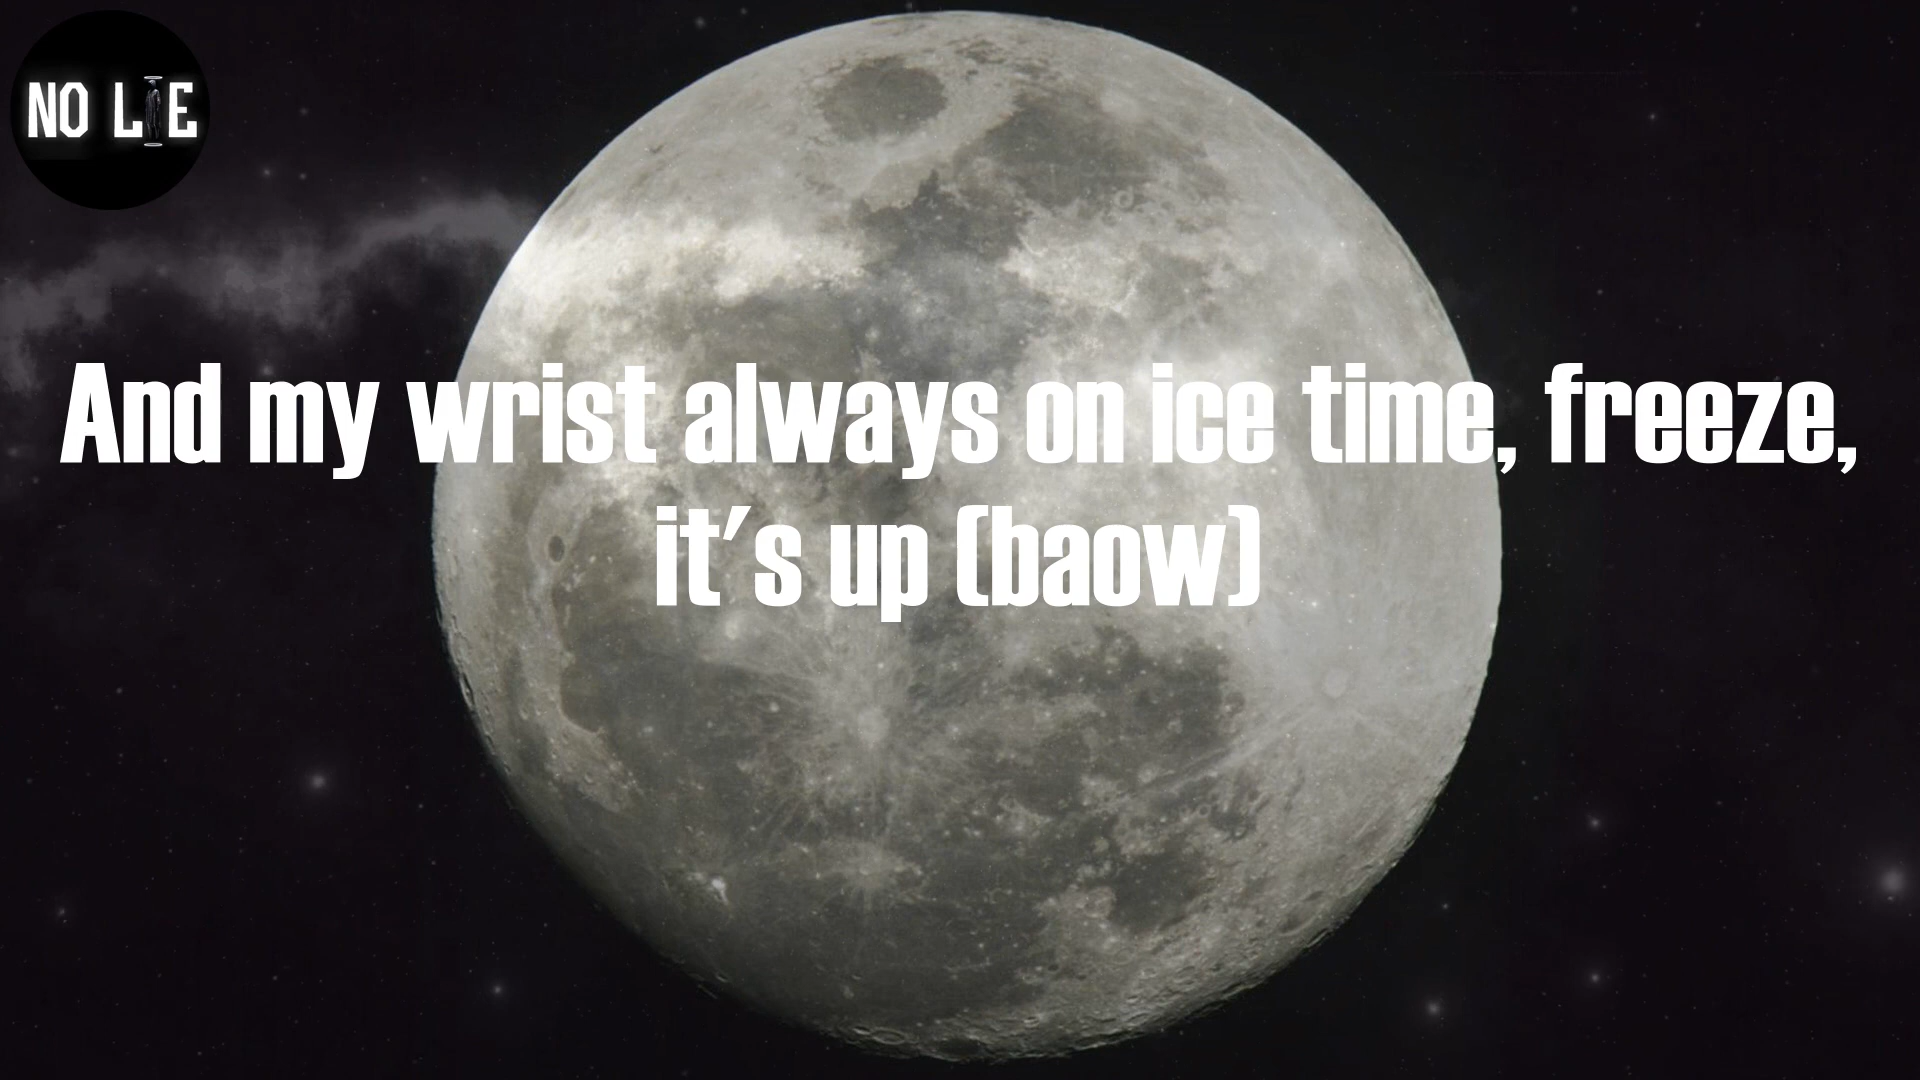 NO LIE
And my wrist always on ice time, freeze,
it's up (baow)